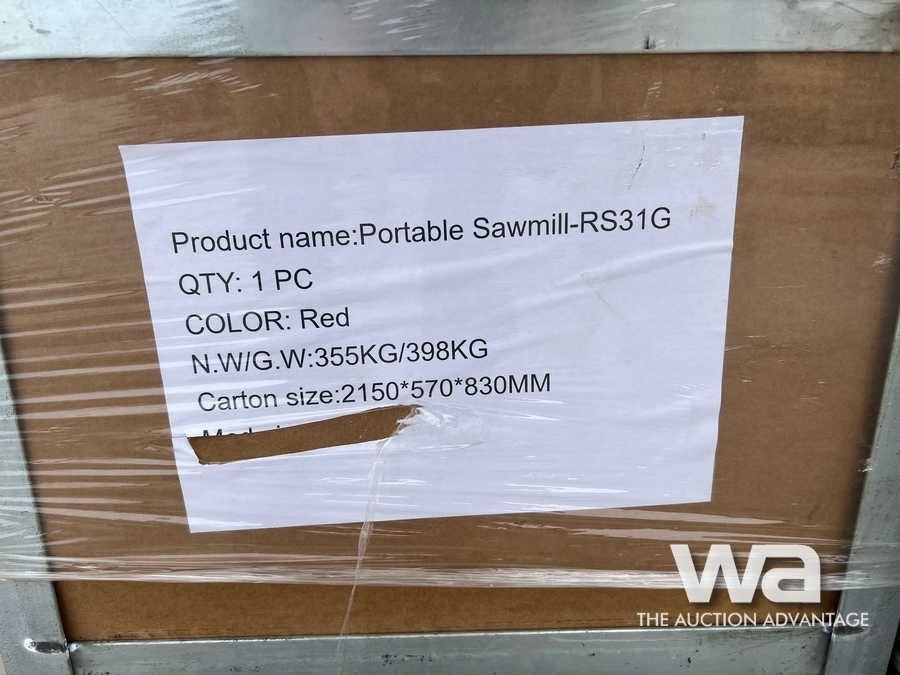 Product name:Portable Sawmill-RS31G
QTY: 1 PC
COLOR: Red
N.W/G.W:355KG/398KG
Carton size:2150*570*830MM
wa
THE AUCTION ADVANTAGE